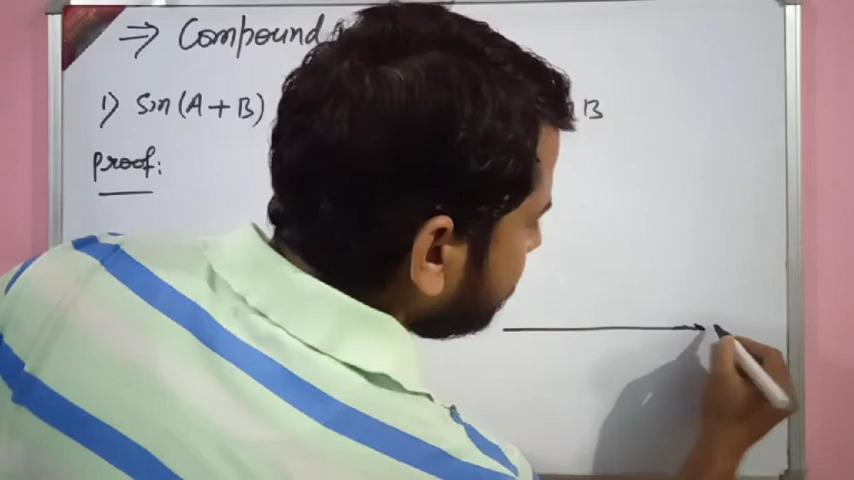 ⇒ Compound
1) Sin (A + B) B
Proof: